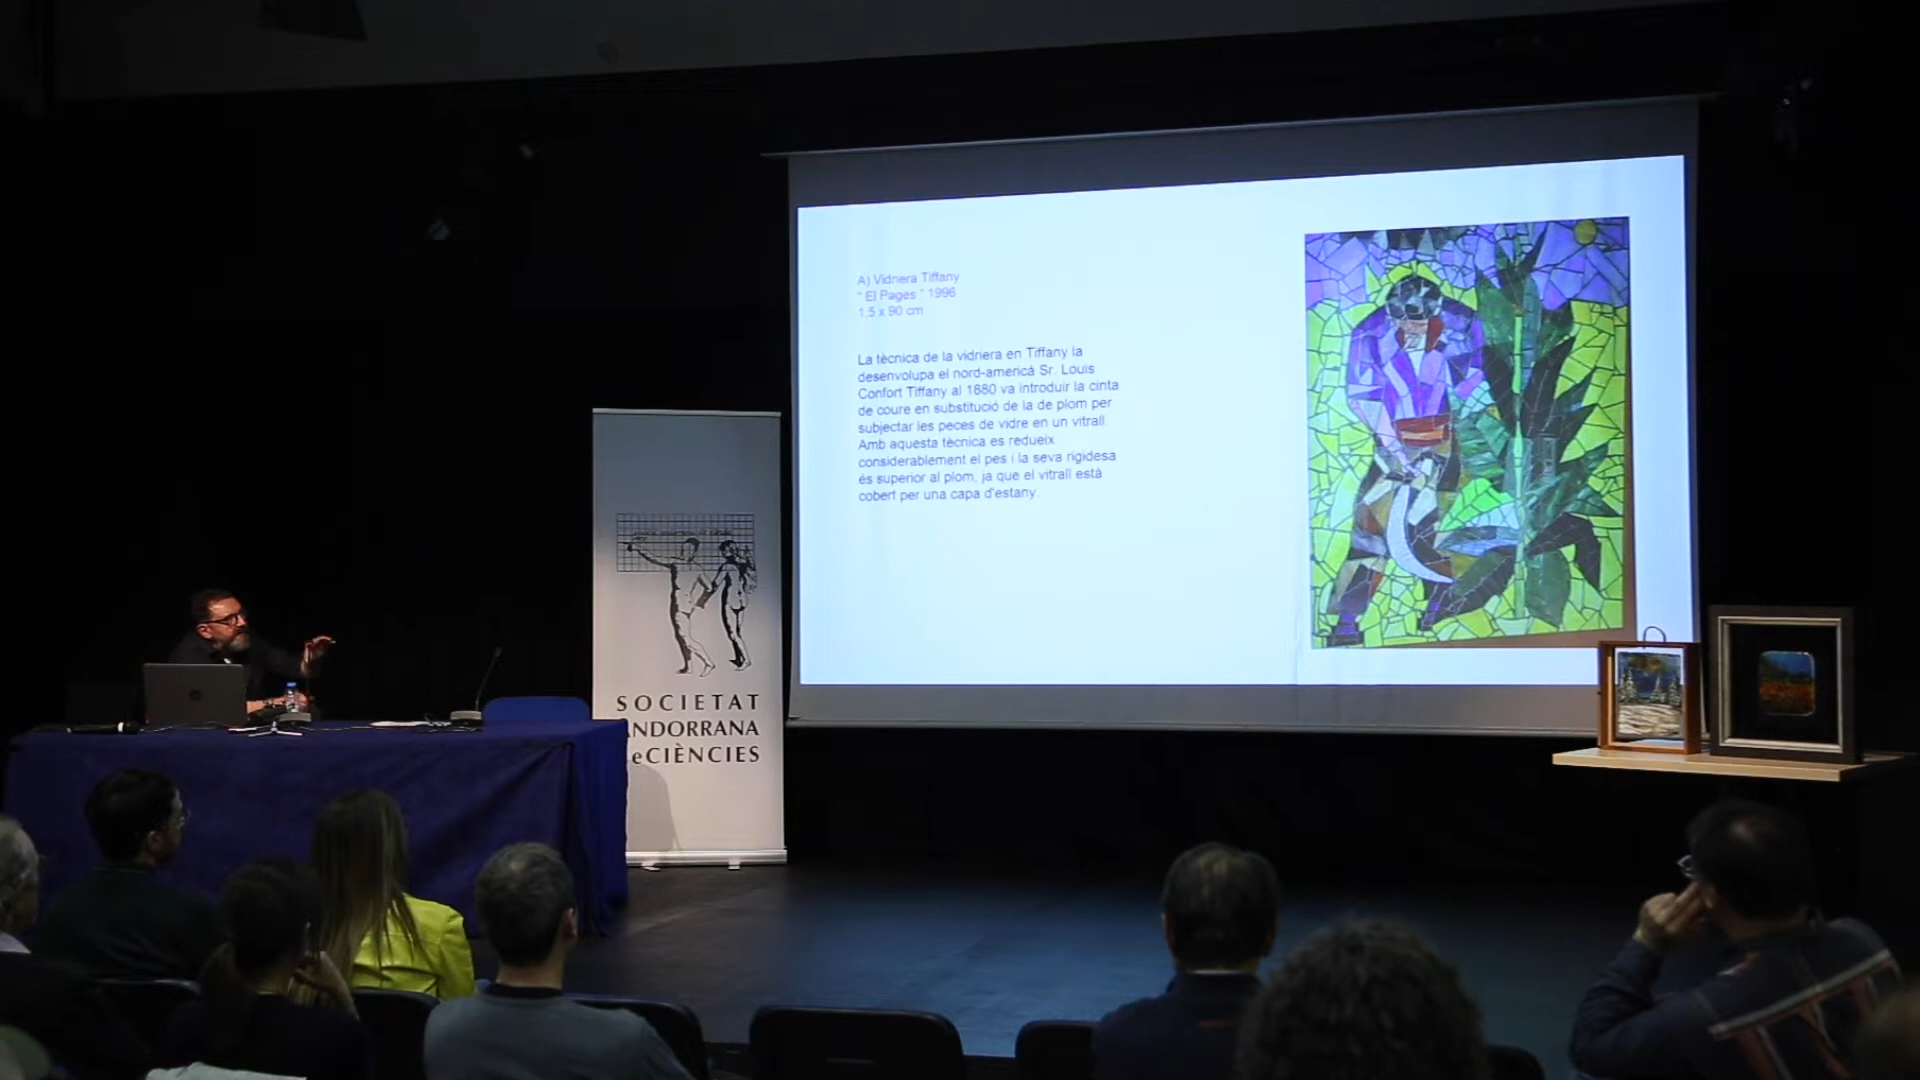 A) Vidriera Tiffany
“ El Pages ” 1996
1,5 x 90 cm
La tècnica de la vidriera en Tiffany la
desenvolupa el nord-americà Sr. Louis
Confort Tiffany al 1880 va introduir la cinta
de coure en substitució de la de plom per
subjectar les peces de vidre en un vitrall.
Amb aquesta tècnica es redueix
considerablement el pes i la seva rigidesa
és superior al plom, ja que el vitrall està
cobert per una capa d'estany.
SOCIETAT
NDORRANA
eCIÈNCIES